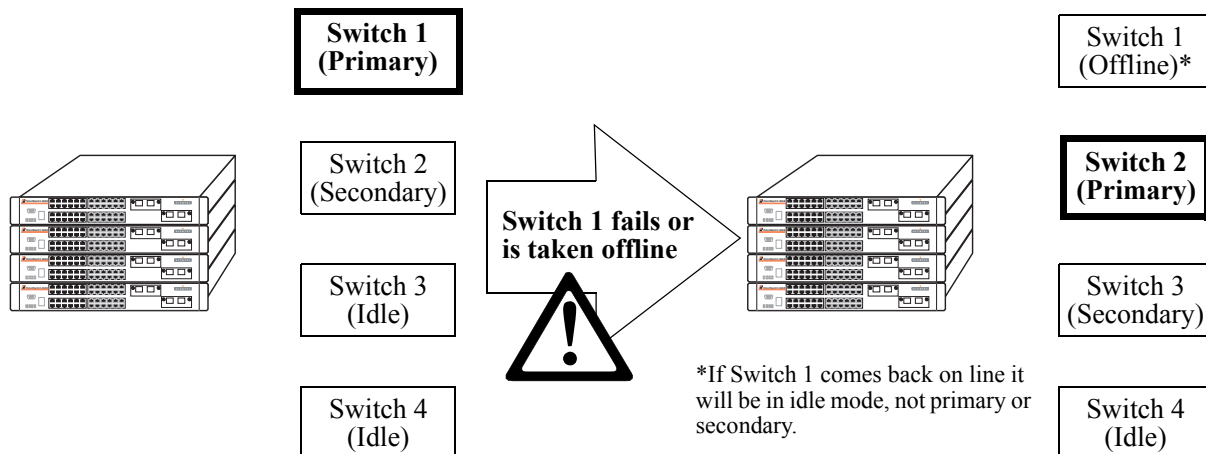 Switch 1
(Primary)
Switch 2
(Secondary)
Switch 3
(Idle)
Switch 4
(Idle)
Switch 1 fails or
is taken offline
Switch 1
(Offline)*
Switch 2
(Primary)
Switch 3
(Secondary)
Switch 4
(Idle)
*If Switch 1 comes back on line it
will be in idle mode, not primary or
secondary.